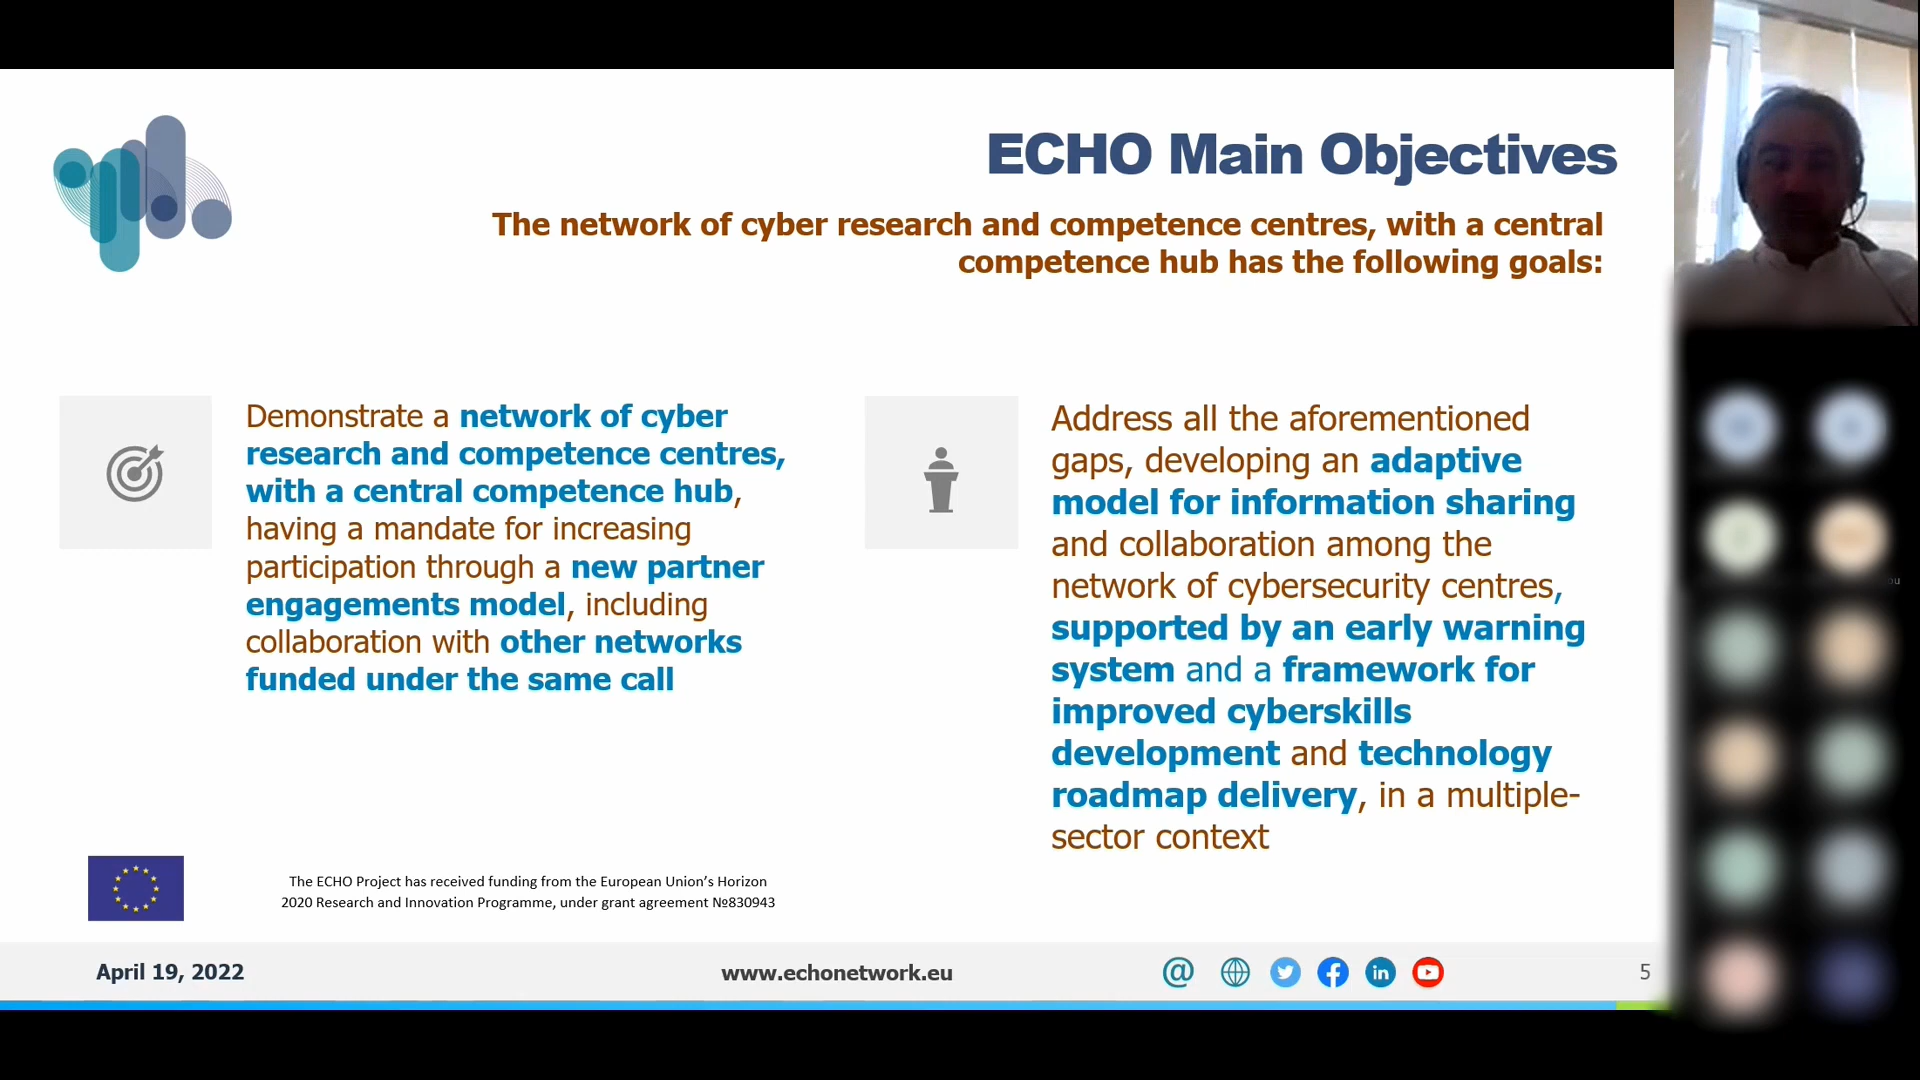 ECHO Main Objectives
The network of cyber research and competence centres, with a central
competence hub has the following goals:
Demonstrate a network of cyber
research and competence centres,
with a central competence hub,
having a mandate for increasing
participation through a new partner
engagements model, including
collaboration with other networks
funded under the same call
Address all the aforementioned
gaps, developing an adaptive
model for information sharing
and collaboration among the
network of cybersecurity centres,
supported by an early warning
system and a framework for
improved cyberskills
development and technology
roadmap delivery, in a multiple-
sector context
The ECHO Project has received funding from the European Union’s Horizon
2020 Research and Innovation Programme, under grant agreement №830943
April 19, 2022
www.echonetwork.eu
5